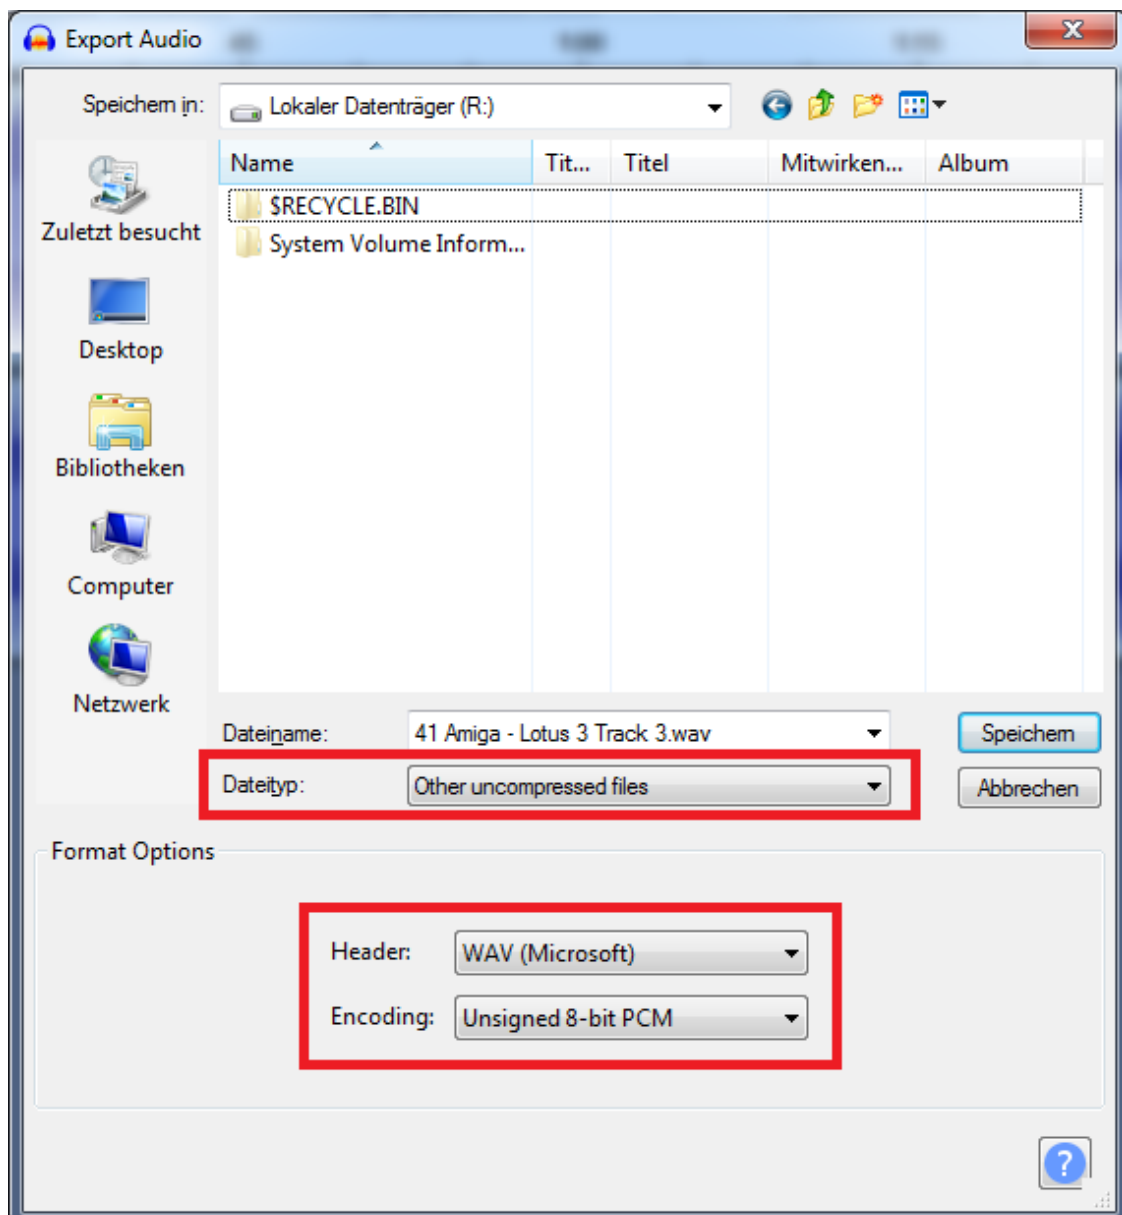 Export Audio
Speichern in:
Lokaler Datenträger (R:)
Name Tit... Titel Mitwirken... Album
$RECYCLE.BIN
System Volume Inform...
Zuletzt besucht
Desktop
Bibliotheken
Computer
Netzwerk
Dateiname: 41 Amiga - Lotus 3 Track 3.wav Speichern
Dateityp: Other uncompressed files Abbrechen
Format Options
Header: WAV (Microsoft)
Encoding: Unsigned 8-bit PCM
?